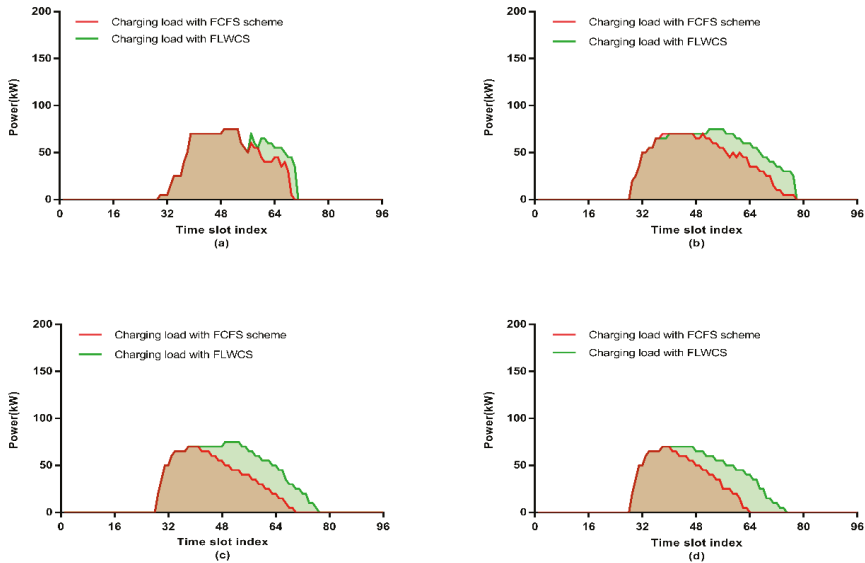 200
150
100
50
0
Power(kW)
Charging load with FCFS scheme
Charging load with FLWCS
0 16 32 48 64 80 96
Time slot index
(a)
200
150
100
50
0
Power(kW)
Charging load with FCFS scheme
Charging load with FLWCS
0 16 32 48 64 80 96
Time slot index
(b)
200
150
100
50
0
Power(kW)
Charging load with FCFS scheme
Charging load with FLWCS
0 16 32 48 64 80 96
Time slot index
(c)
200
150
100
50
0
Power(kW)
Charging load with FCFS scheme
Charging load with FLWCS
0 16 32 48 64 80 96
Time slot index
(d)